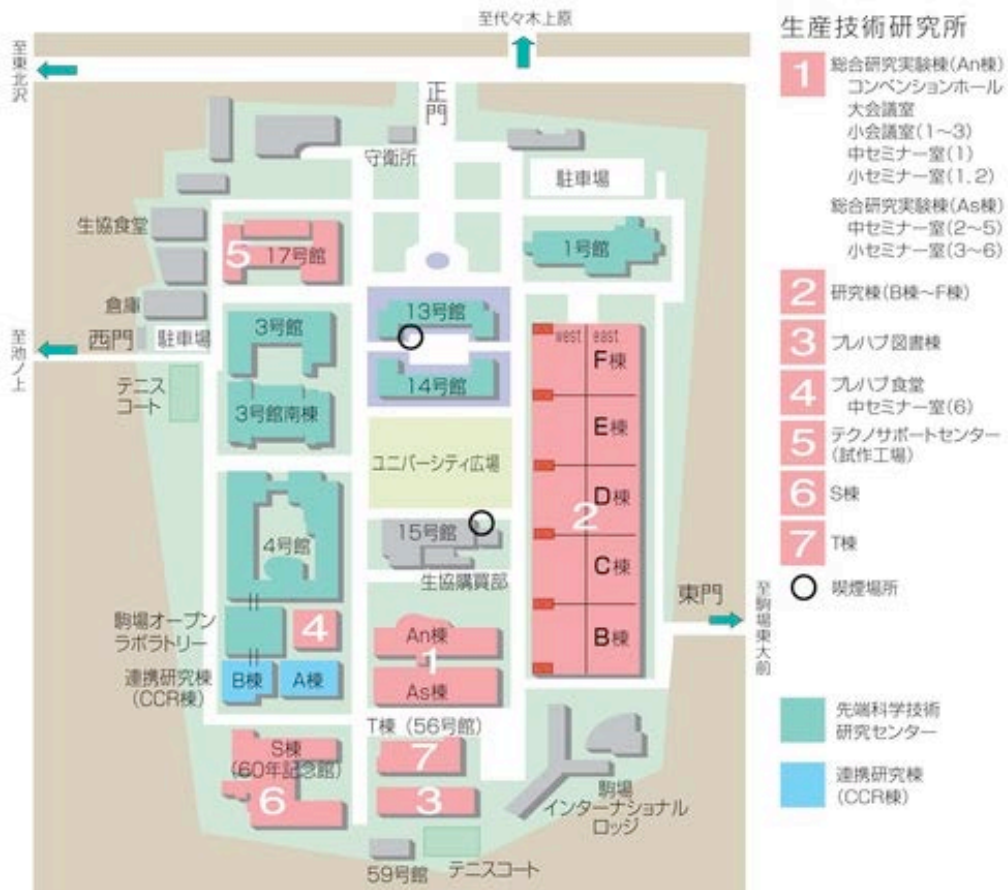 至代々木上原
至東北沢
正門
守衛所
駐車場
生協食堂
5
17号館
1号館
倉庫
西門
駐車場
至池ノ上
3号館
13号館
14号館
テニス
コート
3号館南棟
west
east
F棟
E棟
D棟
2
C棟
B棟
ユニバーシティ広場
4号館
15号館
生協購買部
東門
至駒場東大前
駒場オープン
ラボラトリー
4
An棟
1
As棟
連携研究棟
(CCR棟)
B棟
A棟
T棟(56号館)
7
S棟
(60年記念館)
6
3
駒場
インターナショナル
ロッジ
59号館
テニスコート
生産技術研究所
1
総合研究実験棟(An棟)
コンベンションホール
大会議室
小会議室(1~3)
中セミナー室(1)
小セミナー室(1,2)
総合研究実験棟(As棟)
中セミナー室(2~5)
小セミナー室(3~6)
2
研究棟(B棟~F棟)
3
プレハブ図書棟
4
プレハブ食堂
中セミナー室(6)
5
テクノサポートセンター
(試作工場)
6
S棟
7
T棟
喫煙場所
先端科学技術
研究センター
連携研究棟
(CCR棟)